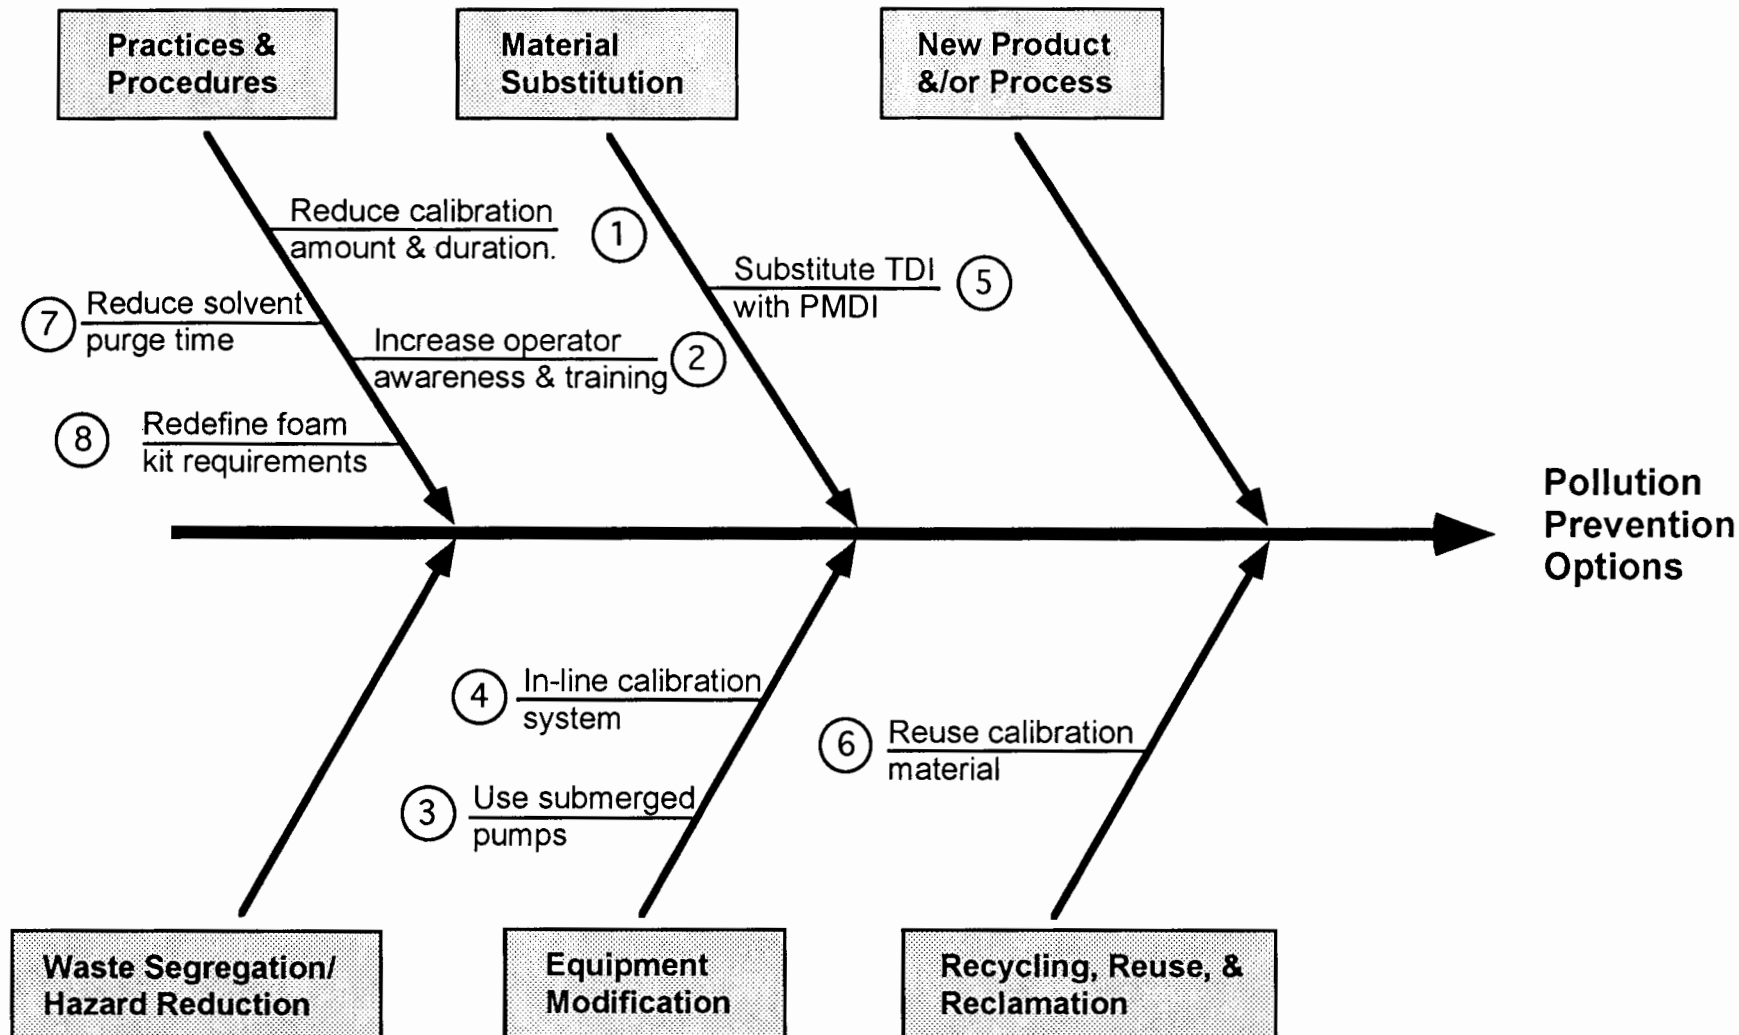 Practices &
Procedures
Material
Substitution
New Product
&/or Process
Reduce calibration
amount & duration.
1
Substitute TDI
with PMDI
5
7
Reduce solvent
purge time
Increase operator
awareness & training
2
8
Redefine foam
kit requirements
Pollution
Prevention
Options
4
In-line calibration
system
6
Reuse calibration
material
3
Use submerged
pumps
Waste Segregation/
Hazard Reduction
Equipment
Modification
Recycling, Reuse, &
Reclamation